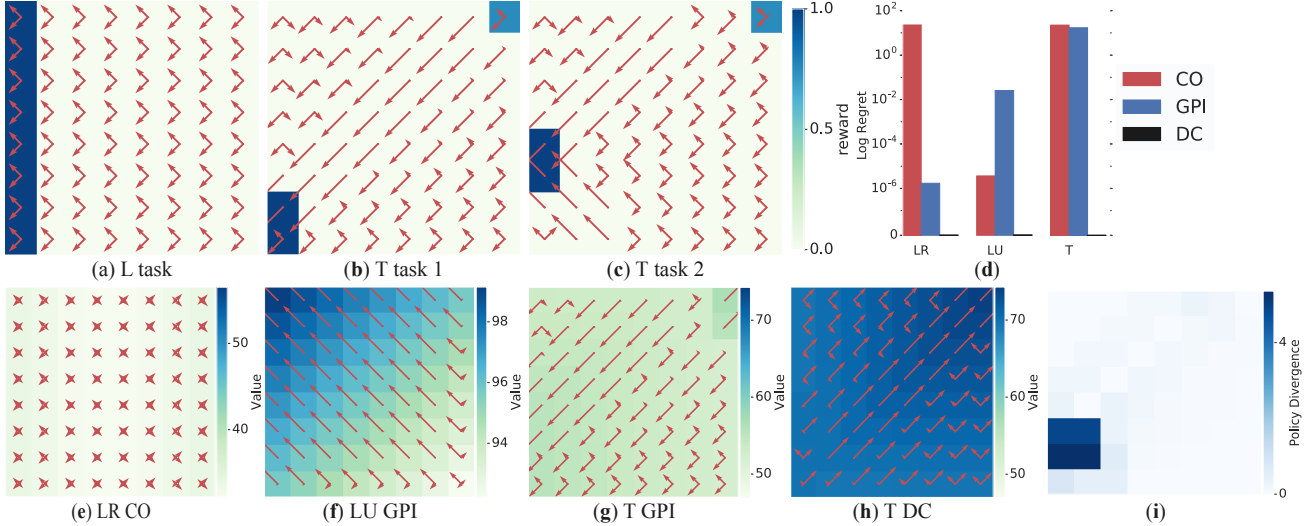 1.0
0.5
0.0
reward
10^2
10^0
10^-2
10^-4
10^-6
0
Log Regret
LR
LU
T
CO
GPI
DC
(a) L task
(b) T task 1
(c) T task 2
(d)
50
40
Value
98
96
94
Value
70
60
50
Value
70
60
50
Value
4
0
Policy Divergence
(e) LR CO
(f) LU GPI
(g) T GPI
(h) T DC
(i)